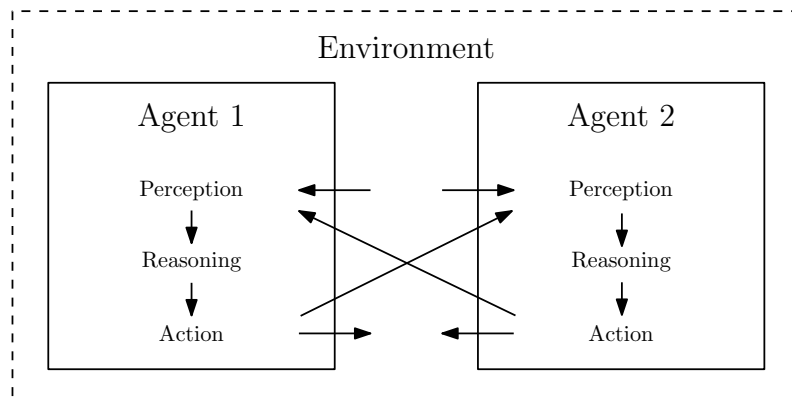 Environment
Agent 1
Perception
Reasoning
Action
Agent 2
Perception
Reasoning
Action